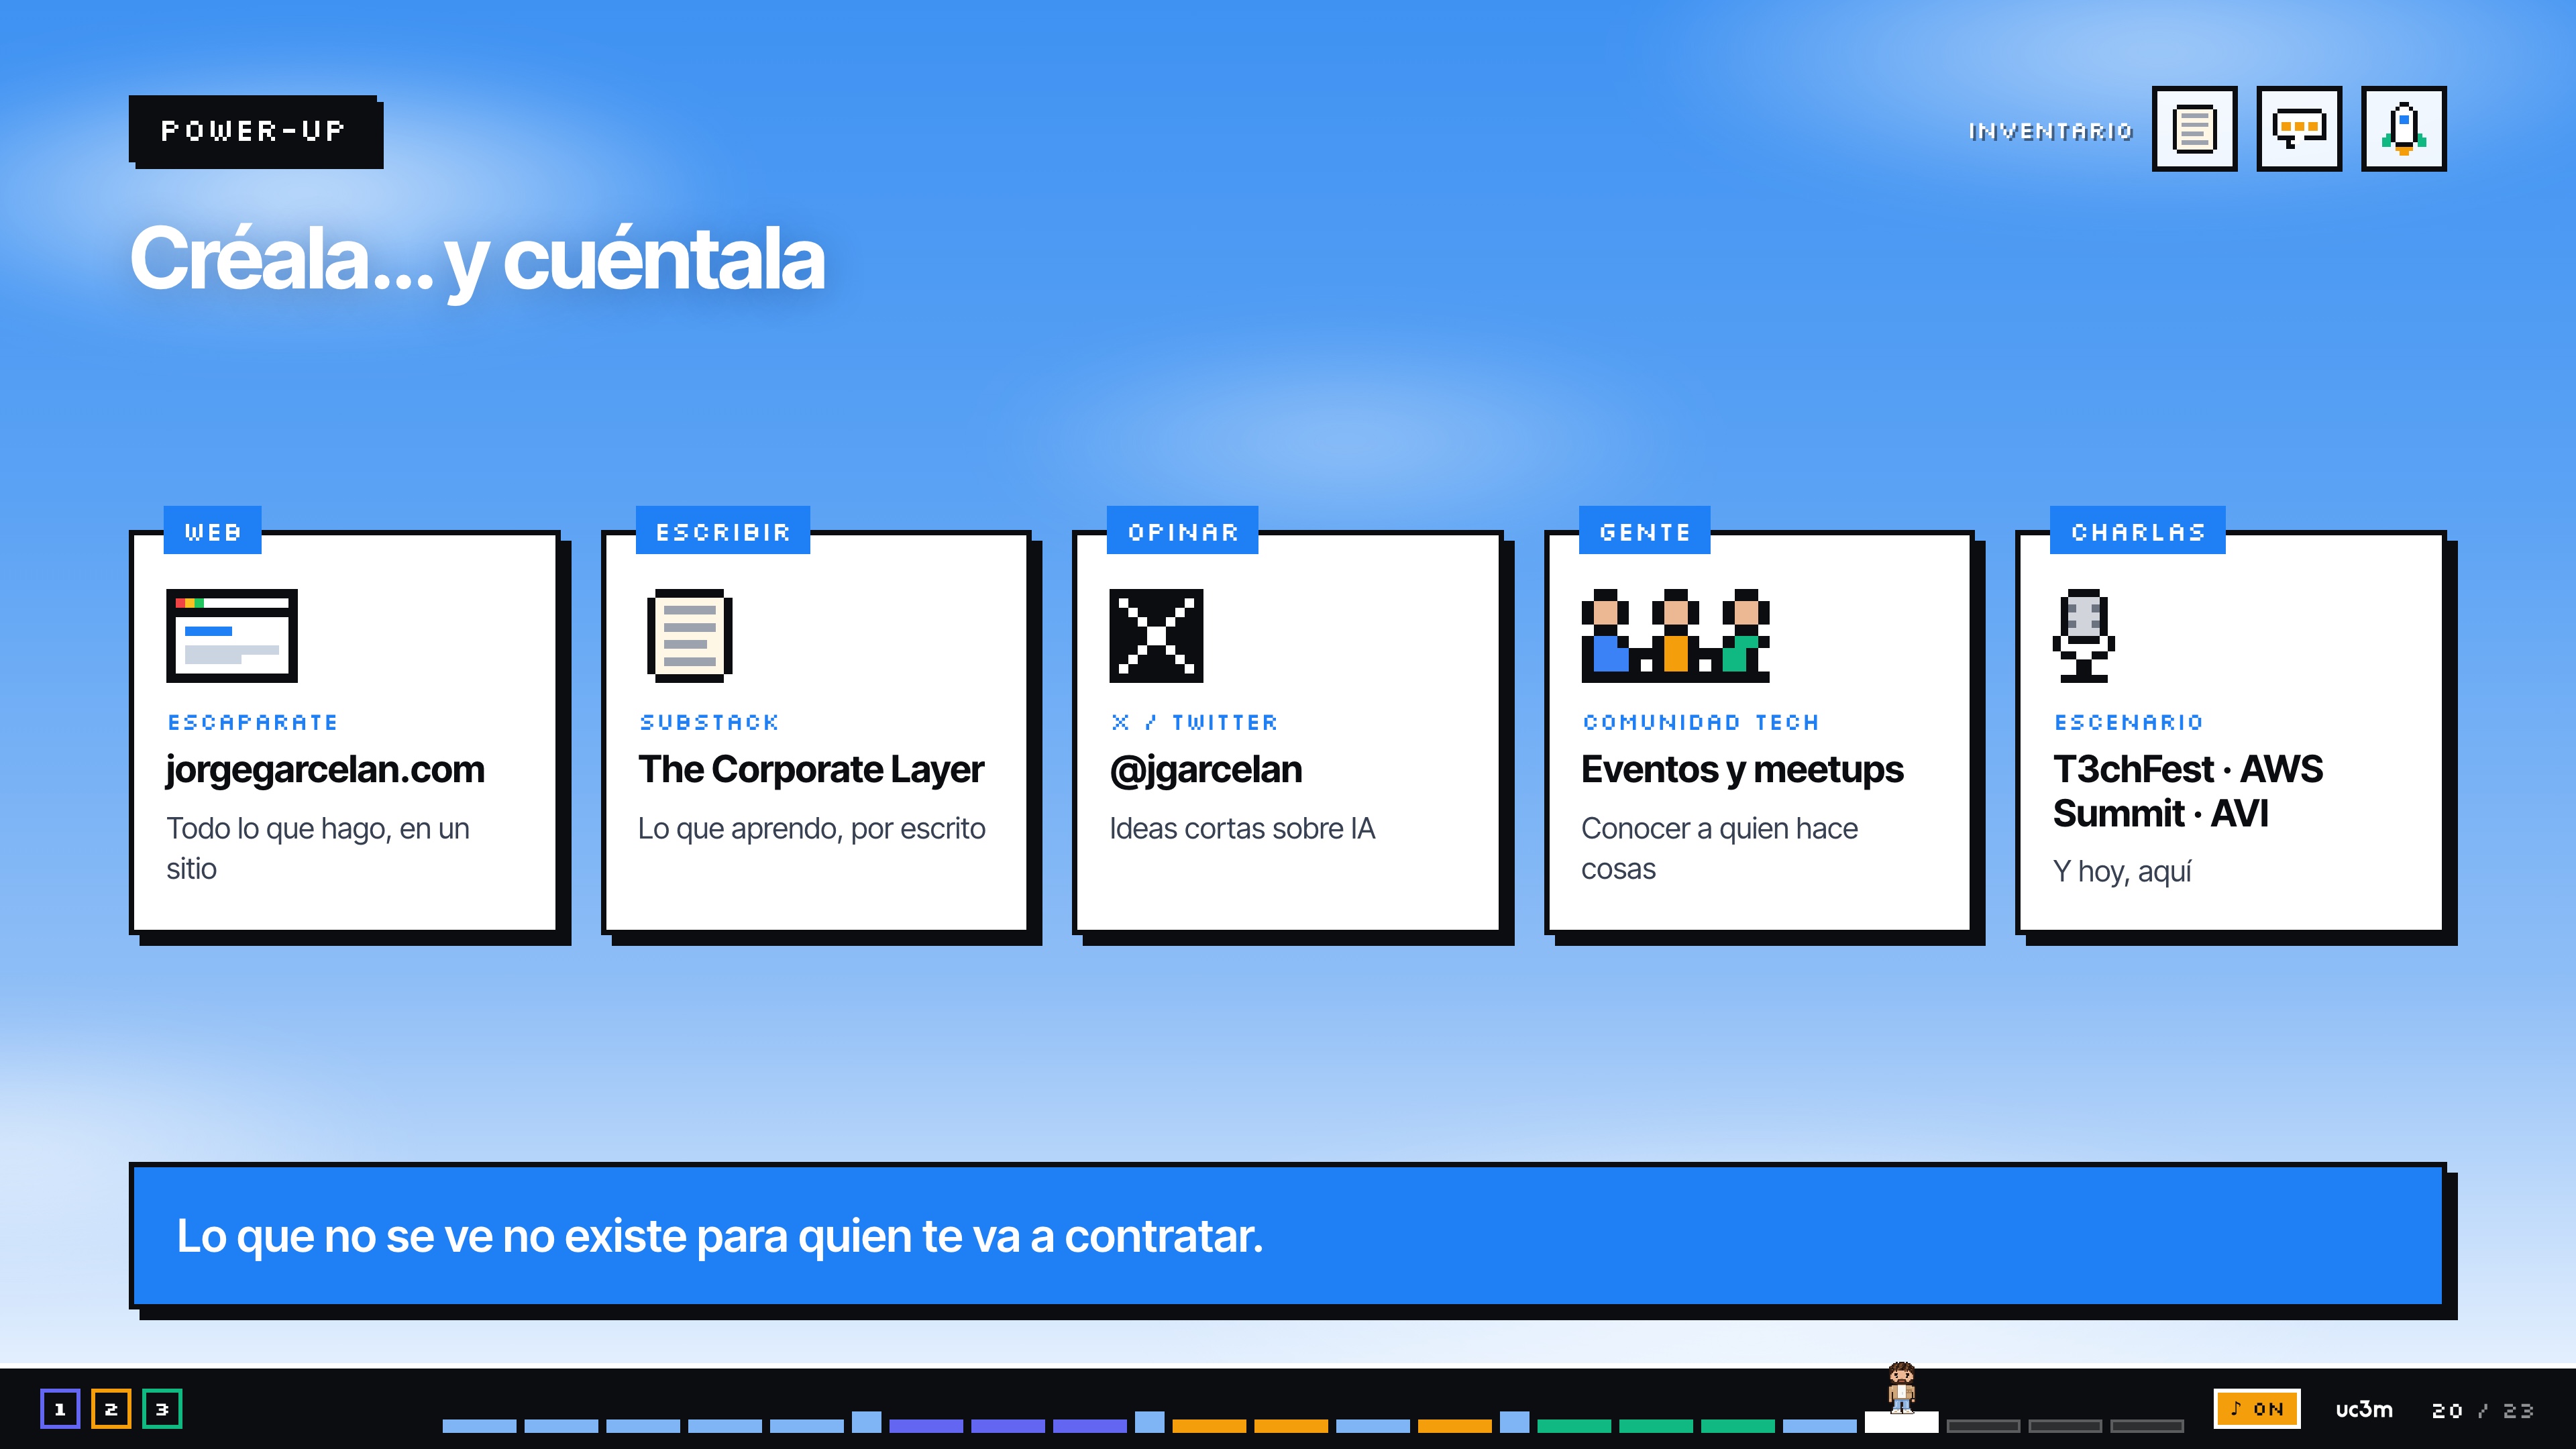 POWER-UP
INVENTARIO
Créala... y cuéntala
WEB
ESCAPARATE
jorgegarcelan.com
Todo lo que hago, en un
sitio
ESCRIBIR
SUBSTACK
The Corporate Layer
Lo que aprendo, por escrito
OPINAR
X / TWITTER
@jgarcelan
Ideas cortas sobre IA
GENTE
COMUNIDAD TECH
Eventos y meetups
Conocer a quien hace
cosas
CHARLAS
ESCENARIO
T3chFest · AWS
Summit · AVI
Y hoy, aquí
Lo que no se ve no existe para quien te va a contratar.
1 2 3
♪ ON
uc3m
20 / 23